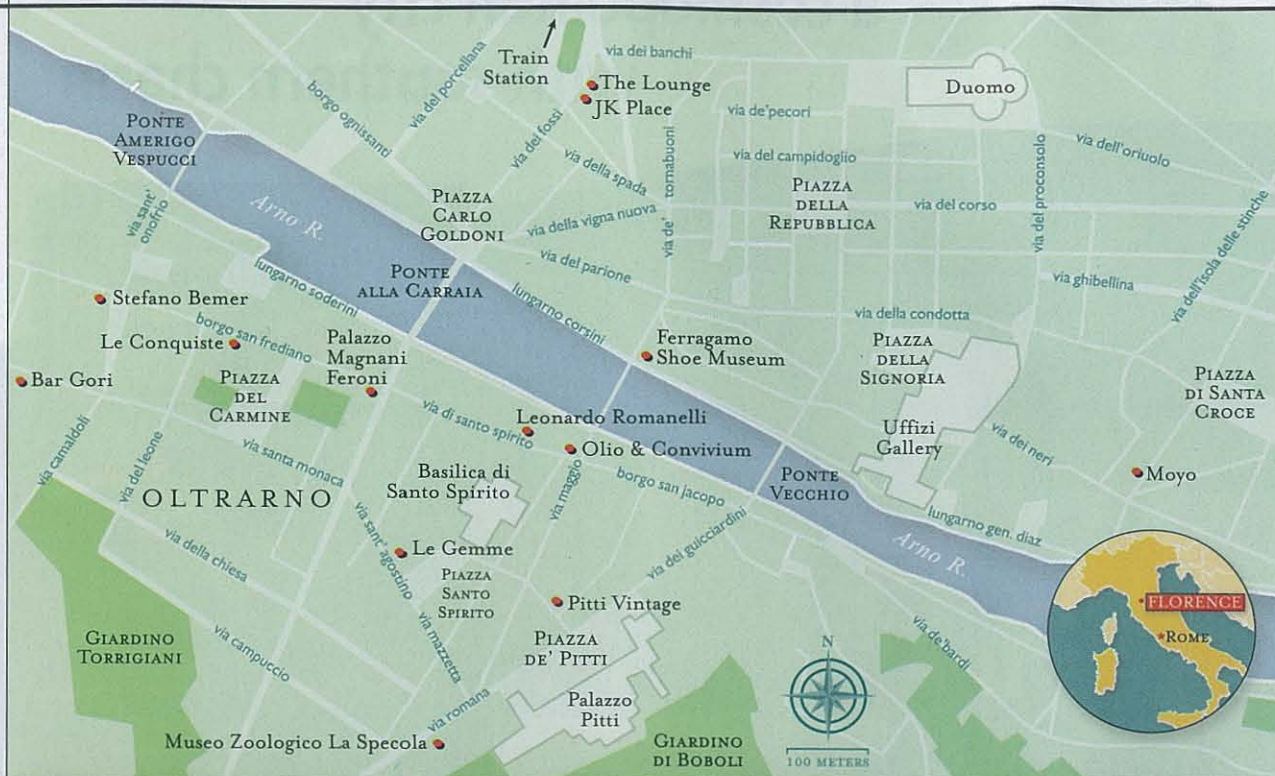 Train
Station
via dei banchi
The Lounge
JK Place
Duomo
via del porcellana
borgo ognissanti
via dei fossi
via della spada
via de' tornabuoni
via de'pecori
via del campidoglio
via del proconsolo
via dell'oriuolo
PONTE
AMERIGO
VESPUCCI
Arno R.
PIAZZA
CARLO
GOLDONI
via della vigna nuova
via del parione
PIAZZA
DELLA
REPUBBLICA
via del corso
via dell'isola delle stinche
via ghibellina
via sant'
onofrio
lungarno soderini
PONTE
ALLA CARRAIA
lungarno corsini
via della condotta
Stefano Bemer
borgo san frediano
Le Conquiste
Palazzo
Magnani
Feroni
Ferragamo
Shoe Museum
PIAZZA
DELLA
SIGNORIA
Bar Gori
PIAZZA
DEL
CARMINE
PIAZZA
DI SANTA
CROCE
via di santo spirito
Leonardo Romanelli
Olio & Convivium
Uffizi
Gallery
via dei neri
Moyo
via camaldoli
via del leone
via santa monaca
OLTRARNO
Basilica di
Santo Spirito
via maggio
borgo san jacopo
PONTE
VECCHIO
lungarno gen. diaz
Arno R.
via sant' agostino
via dei guicciardini
Le Gemme
PIAZZA
SANTO
SPIRITO
via della chiesa
Pitti Vintage
via mazzetta
PIAZZA
DE' PITTI
GIARDINO
TORRIGIANI
via campuccio
via romana
Palazzo
Pitti
Museo Zoologico La Specola
GIARDINO
DI BOBOLI
N
100 METERS
via de'bardi
FLORENCE
ROME